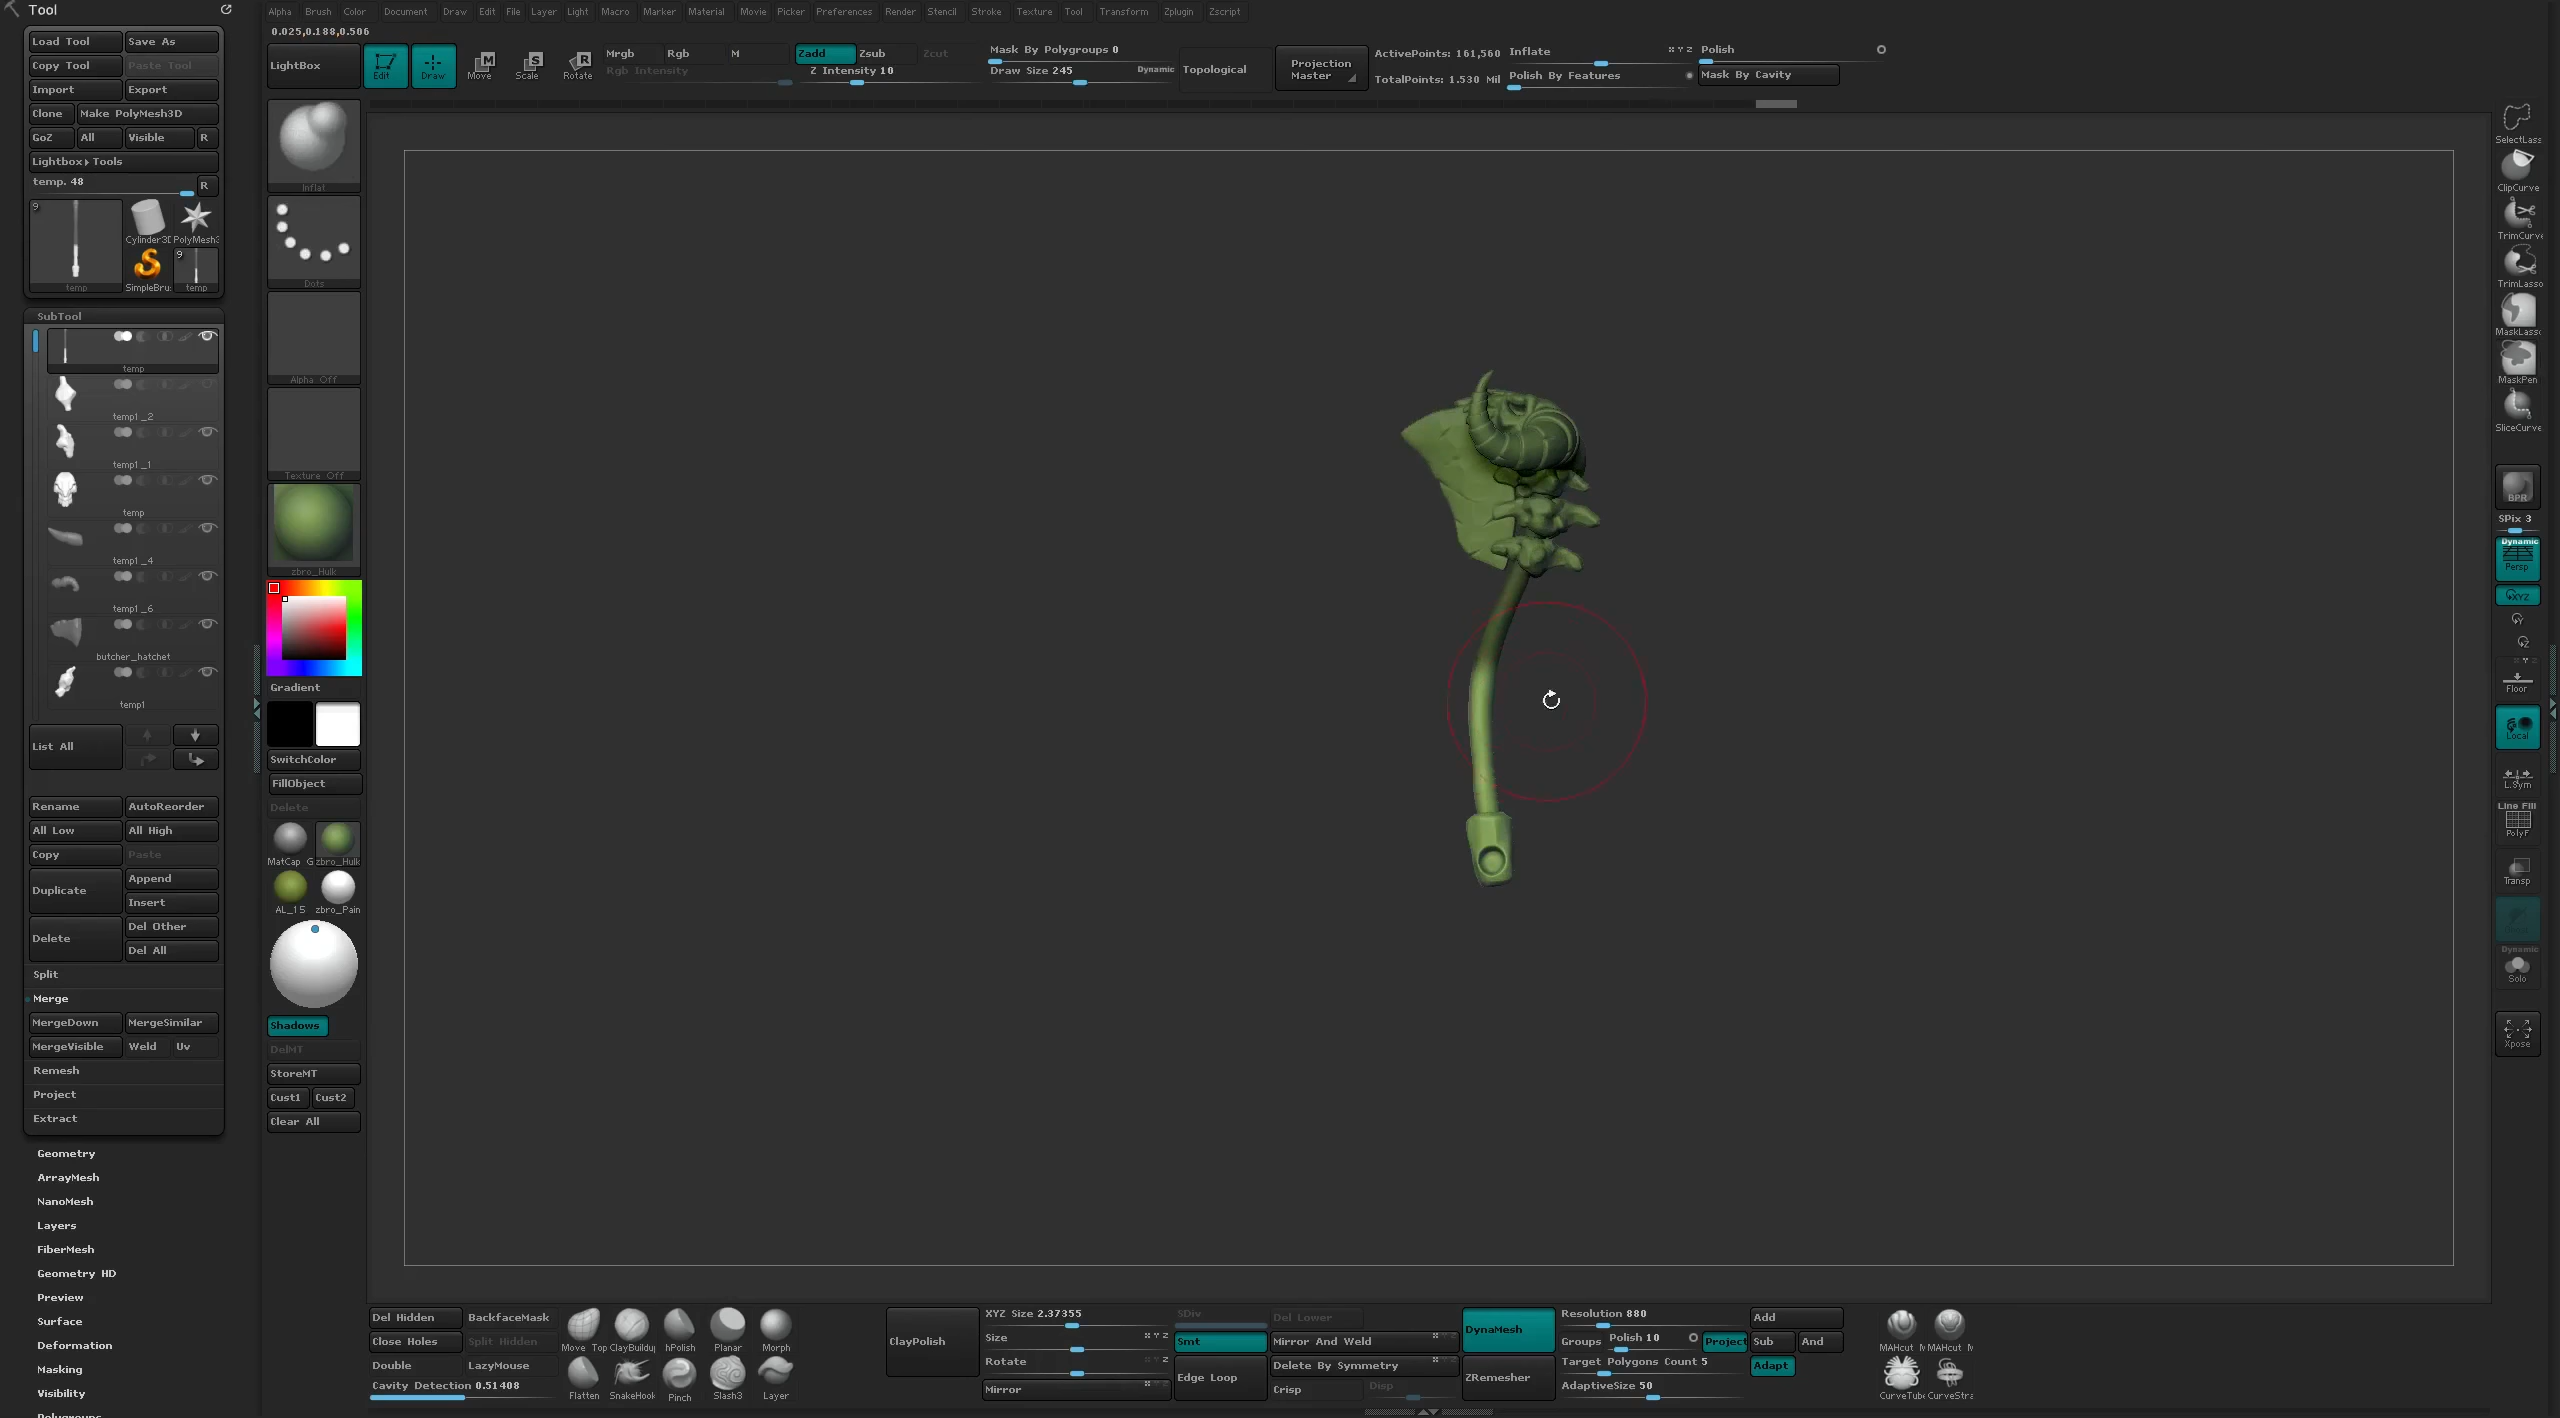 Tool
Alpha Brush Color Document Draw Edit File Layer Light Macro Marker Material Movie Picker Preferences Render Stencil Stroke Texture Tool Transform Zplugin Zscript
0.025,0.188,0.506
Load Tool Save As
Copy Tool Paste Tool
Import Export
Clone Make PolyMesh3D
GoZ All Visible R
Lightbox▸Tools
temp. 48 R
9
Cylinder3D PolyMesh3
9
temp SimpleBru temp
SubTool
temp
temp1_2
temp1_1
temp
temp1_4
temp1_6
butcher_hatchet
temp1
List All
Rename AutoReorder
All Low All High
Copy Paste
Duplicate Append
Insert
Delete Del Other
Del All
Split
Merge
MergeDown MergeSimilar
MergeVisible Weld Uv
Remesh
Project
Extract
Geometry
ArrayMesh
NanoMesh
Layers
FiberMesh
Geometry HD
Preview
Surface
Deformation
Masking
Visibility
Polygroups
LightBox
Edit Draw Move Scale Rotate
Mrgb Rgb M
Rgb Intensity
Zadd Zsub Zcut
Z Intensity 10
Mask By Polygroups 0
Draw Size 245 Dynamic
Topological
Projection Master
ActivePoints: 161,560
TotalPoints: 1.530 Mil
Inflate
Polish By Features
Polish
Mask By Cavity
Inflat
Dots
Alpha Off
Texture Off
zbro_Hulk
Gradient
SwitchColor
FillObject
Delete
MatCap G zbro_Hulk
AL_15 zbro_Pain
Shadows
DelMT
StoreMT
Cust1 Cust2
Clear All
SelectLass
ClipCurve
TrimCurve
TrimLasso
MaskLasso
MaskPen
SliceCurve
BPR
SPix 3
Dynamic
Persp
XYZ
Floor
Local
L.Sym
Line Fill
PolyF
Transp
Dynamic
Solo
Xpose
Del Hidden BackfaceMask
Close Holes Split Hidden
Double LazyMouse
Cavity Detection 0.51408
Move Top ClayBuildup hPolish Planar Morph
Flatten SnakeHook Pinch Slash3 Layer
ClayPolish
XYZ Size 2.37355
Size
Rotate
Mirror
SDiv Del Lower
Smt Mirror And Weld
Edge Loop Delete By Symmetry
Crisp Disp
DynaMesh
ZRemesher
Resolution 880
Groups Polish 10 Project
Target Polygons Count 5
AdaptiveSize 50
Add
Sub And
Adapt
MAHcut M MAHcut M
CurveTube CurveStra